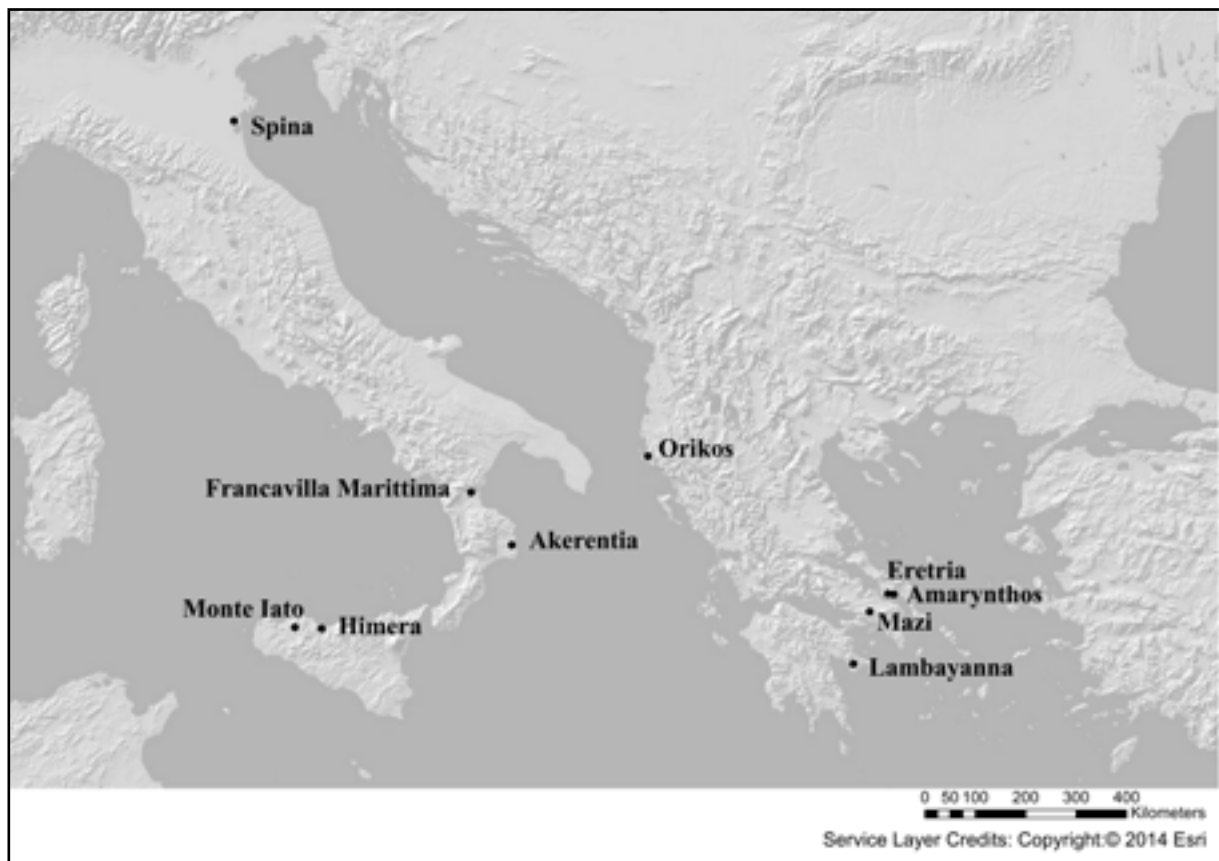 Spina
Orikos
Francavilla Marittima
Akerentia
Eretria
Amarynthos
Monte Iato
Himera
Mazi
Lambayanna
0 50 100 200 300 400
Kilometers
Service Layer Credits: Copyright:© 2014 Esri